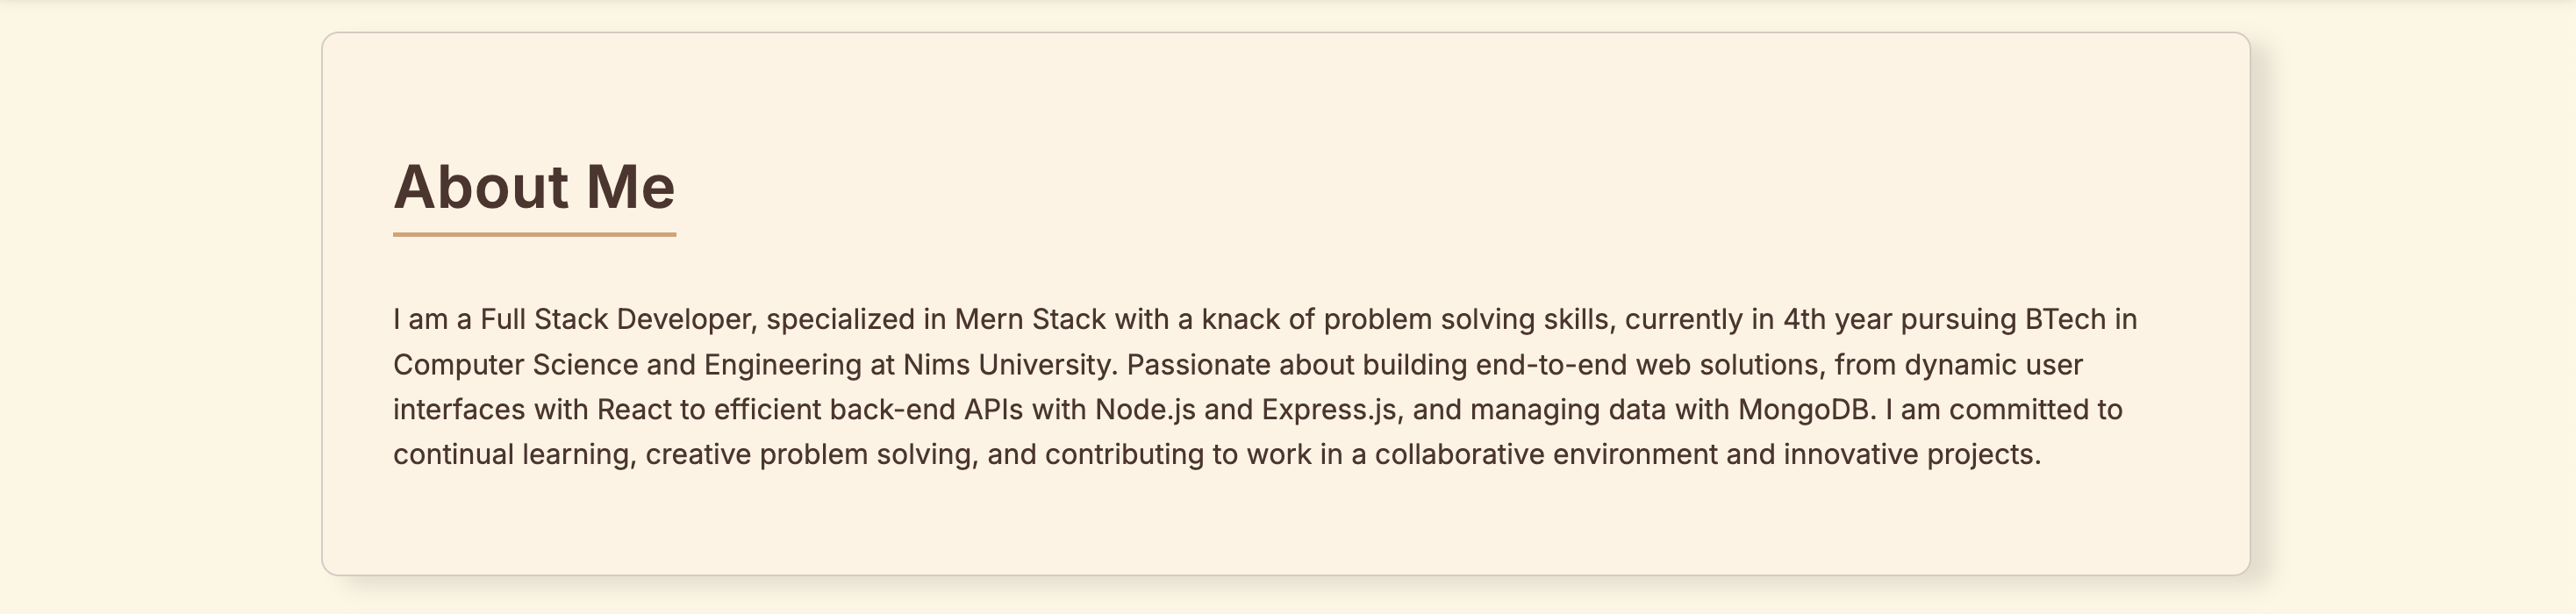 About Me
I am a Full Stack Developer, specialized in Mern Stack with a knack of problem solving skills, currently in 4th year pursuing BTech in
Computer Science and Engineering at Nims University. Passionate about building end-to-end web solutions, from dynamic user
interfaces with React to efficient back-end APIs with Node.js and Express.js, and managing data with MongoDB. I am committed to
continual learning, creative problem solving, and contributing to work in a collaborative environment and innovative projects.